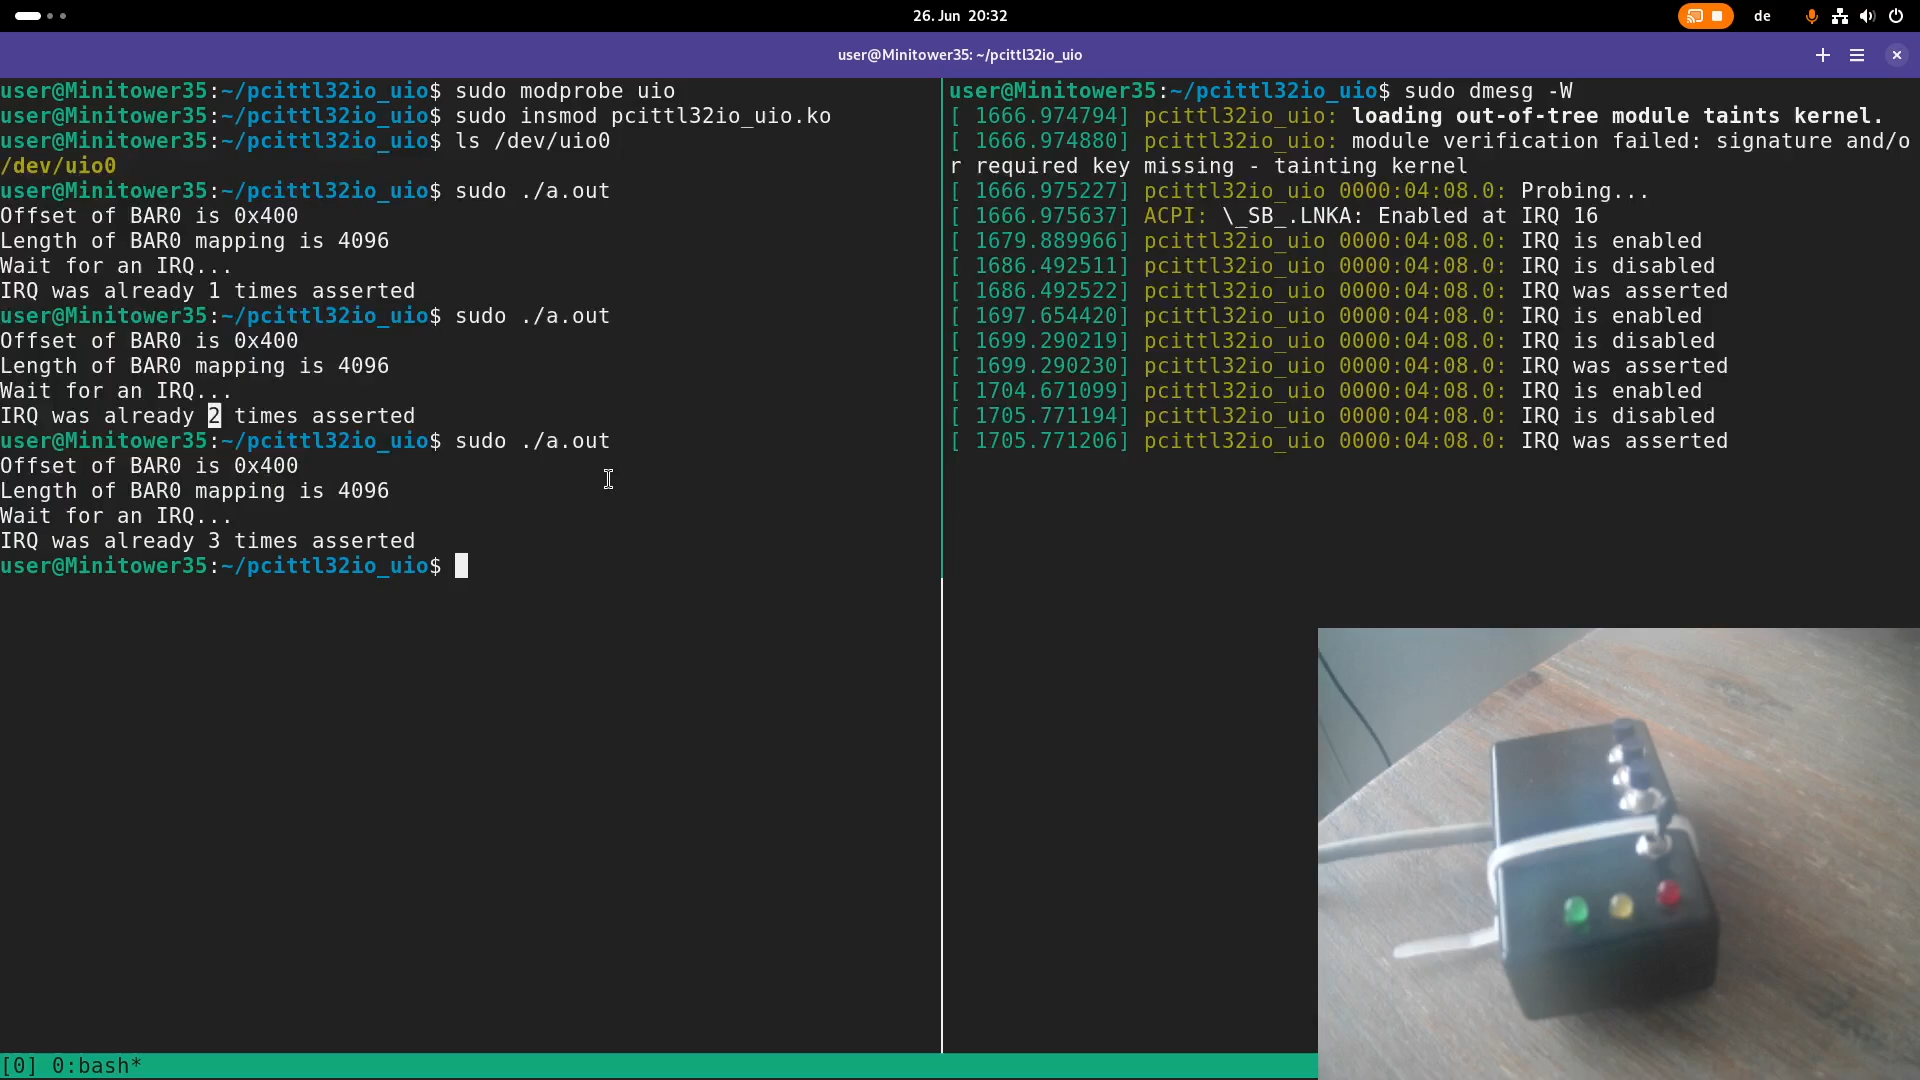 26. Jun 20:32
de
user@Minitower35: ~/pcittl32io_uio
user@Minitower35:~/pcittl32io_uio$ sudo modprobe uio
user@Minitower35:~/pcittl32io_uio$ sudo insmod pcittl32io_uio.ko
user@Minitower35:~/pcittl32io_uio$ ls /dev/uio0
/dev/uio0
user@Minitower35:~/pcittl32io_uio$ sudo ./a.out
Offset of BAR0 is 0x400
Length of BAR0 mapping is 4096
Wait for an IRQ...
IRQ was already 1 times asserted
user@Minitower35:~/pcittl32io_uio$ sudo ./a.out
Offset of BAR0 is 0x400
Length of BAR0 mapping is 4096
Wait for an IRQ...
IRQ was already 2 times asserted
user@Minitower35:~/pcittl32io_uio$ sudo ./a.out
Offset of BAR0 is 0x400
Length of BAR0 mapping is 4096
Wait for an IRQ...
IRQ was already 3 times asserted
user@Minitower35:~/pcittl32io_uio$
user@Minitower35:~/pcittl32io_uio$ sudo dmesg -W
[ 1666.974794] pcittl32io_uio: loading out-of-tree module taints kernel.
[ 1666.974880] pcittl32io_uio: module verification failed: signature and/o
r required key missing - tainting kernel
[ 1666.975227] pcittl32io_uio 0000:04:08.0: Probing...
[ 1666.975637] ACPI: \_SB_.LNKA: Enabled at IRQ 16
[ 1679.889966] pcittl32io_uio 0000:04:08.0: IRQ is enabled
[ 1686.492511] pcittl32io_uio 0000:04:08.0: IRQ is disabled
[ 1686.492522] pcittl32io_uio 0000:04:08.0: IRQ was asserted
[ 1697.654420] pcittl32io_uio 0000:04:08.0: IRQ is enabled
[ 1699.290219] pcittl32io_uio 0000:04:08.0: IRQ is disabled
[ 1699.290230] pcittl32io_uio 0000:04:08.0: IRQ was asserted
[ 1704.671099] pcittl32io_uio 0000:04:08.0: IRQ is enabled
[ 1705.771194] pcittl32io_uio 0000:04:08.0: IRQ is disabled
[ 1705.771206] pcittl32io_uio 0000:04:08.0: IRQ was asserted
[0] 0:bash*